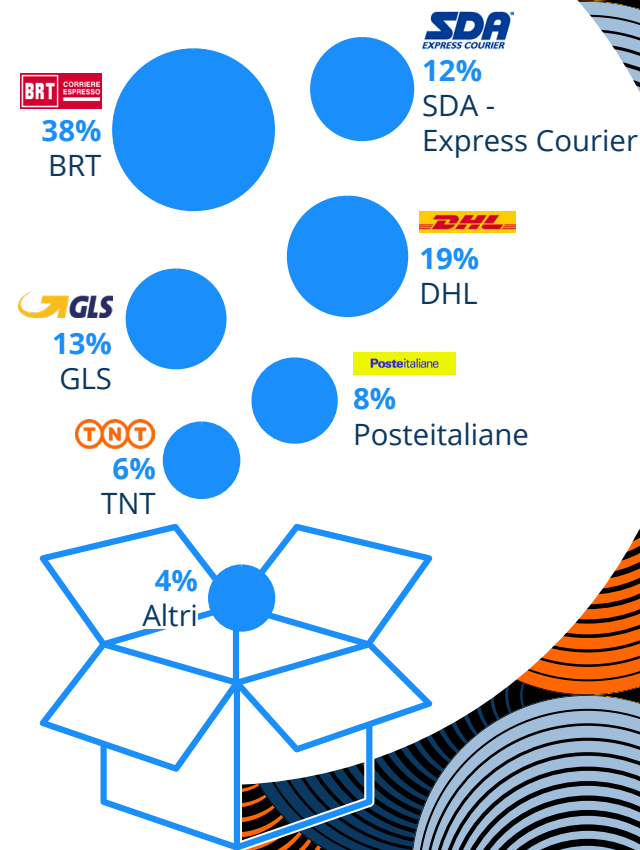 SDA
EXPRESS COURIER
12%
SDA -
Express Courier
BRT CORRIERE
ESPRESSO
38%
BRT
DHL
19%
DHL
GLS
13%
GLS
Posteitaliane
8%
Posteitaliane
TNT
6%
TNT
4%
Altri